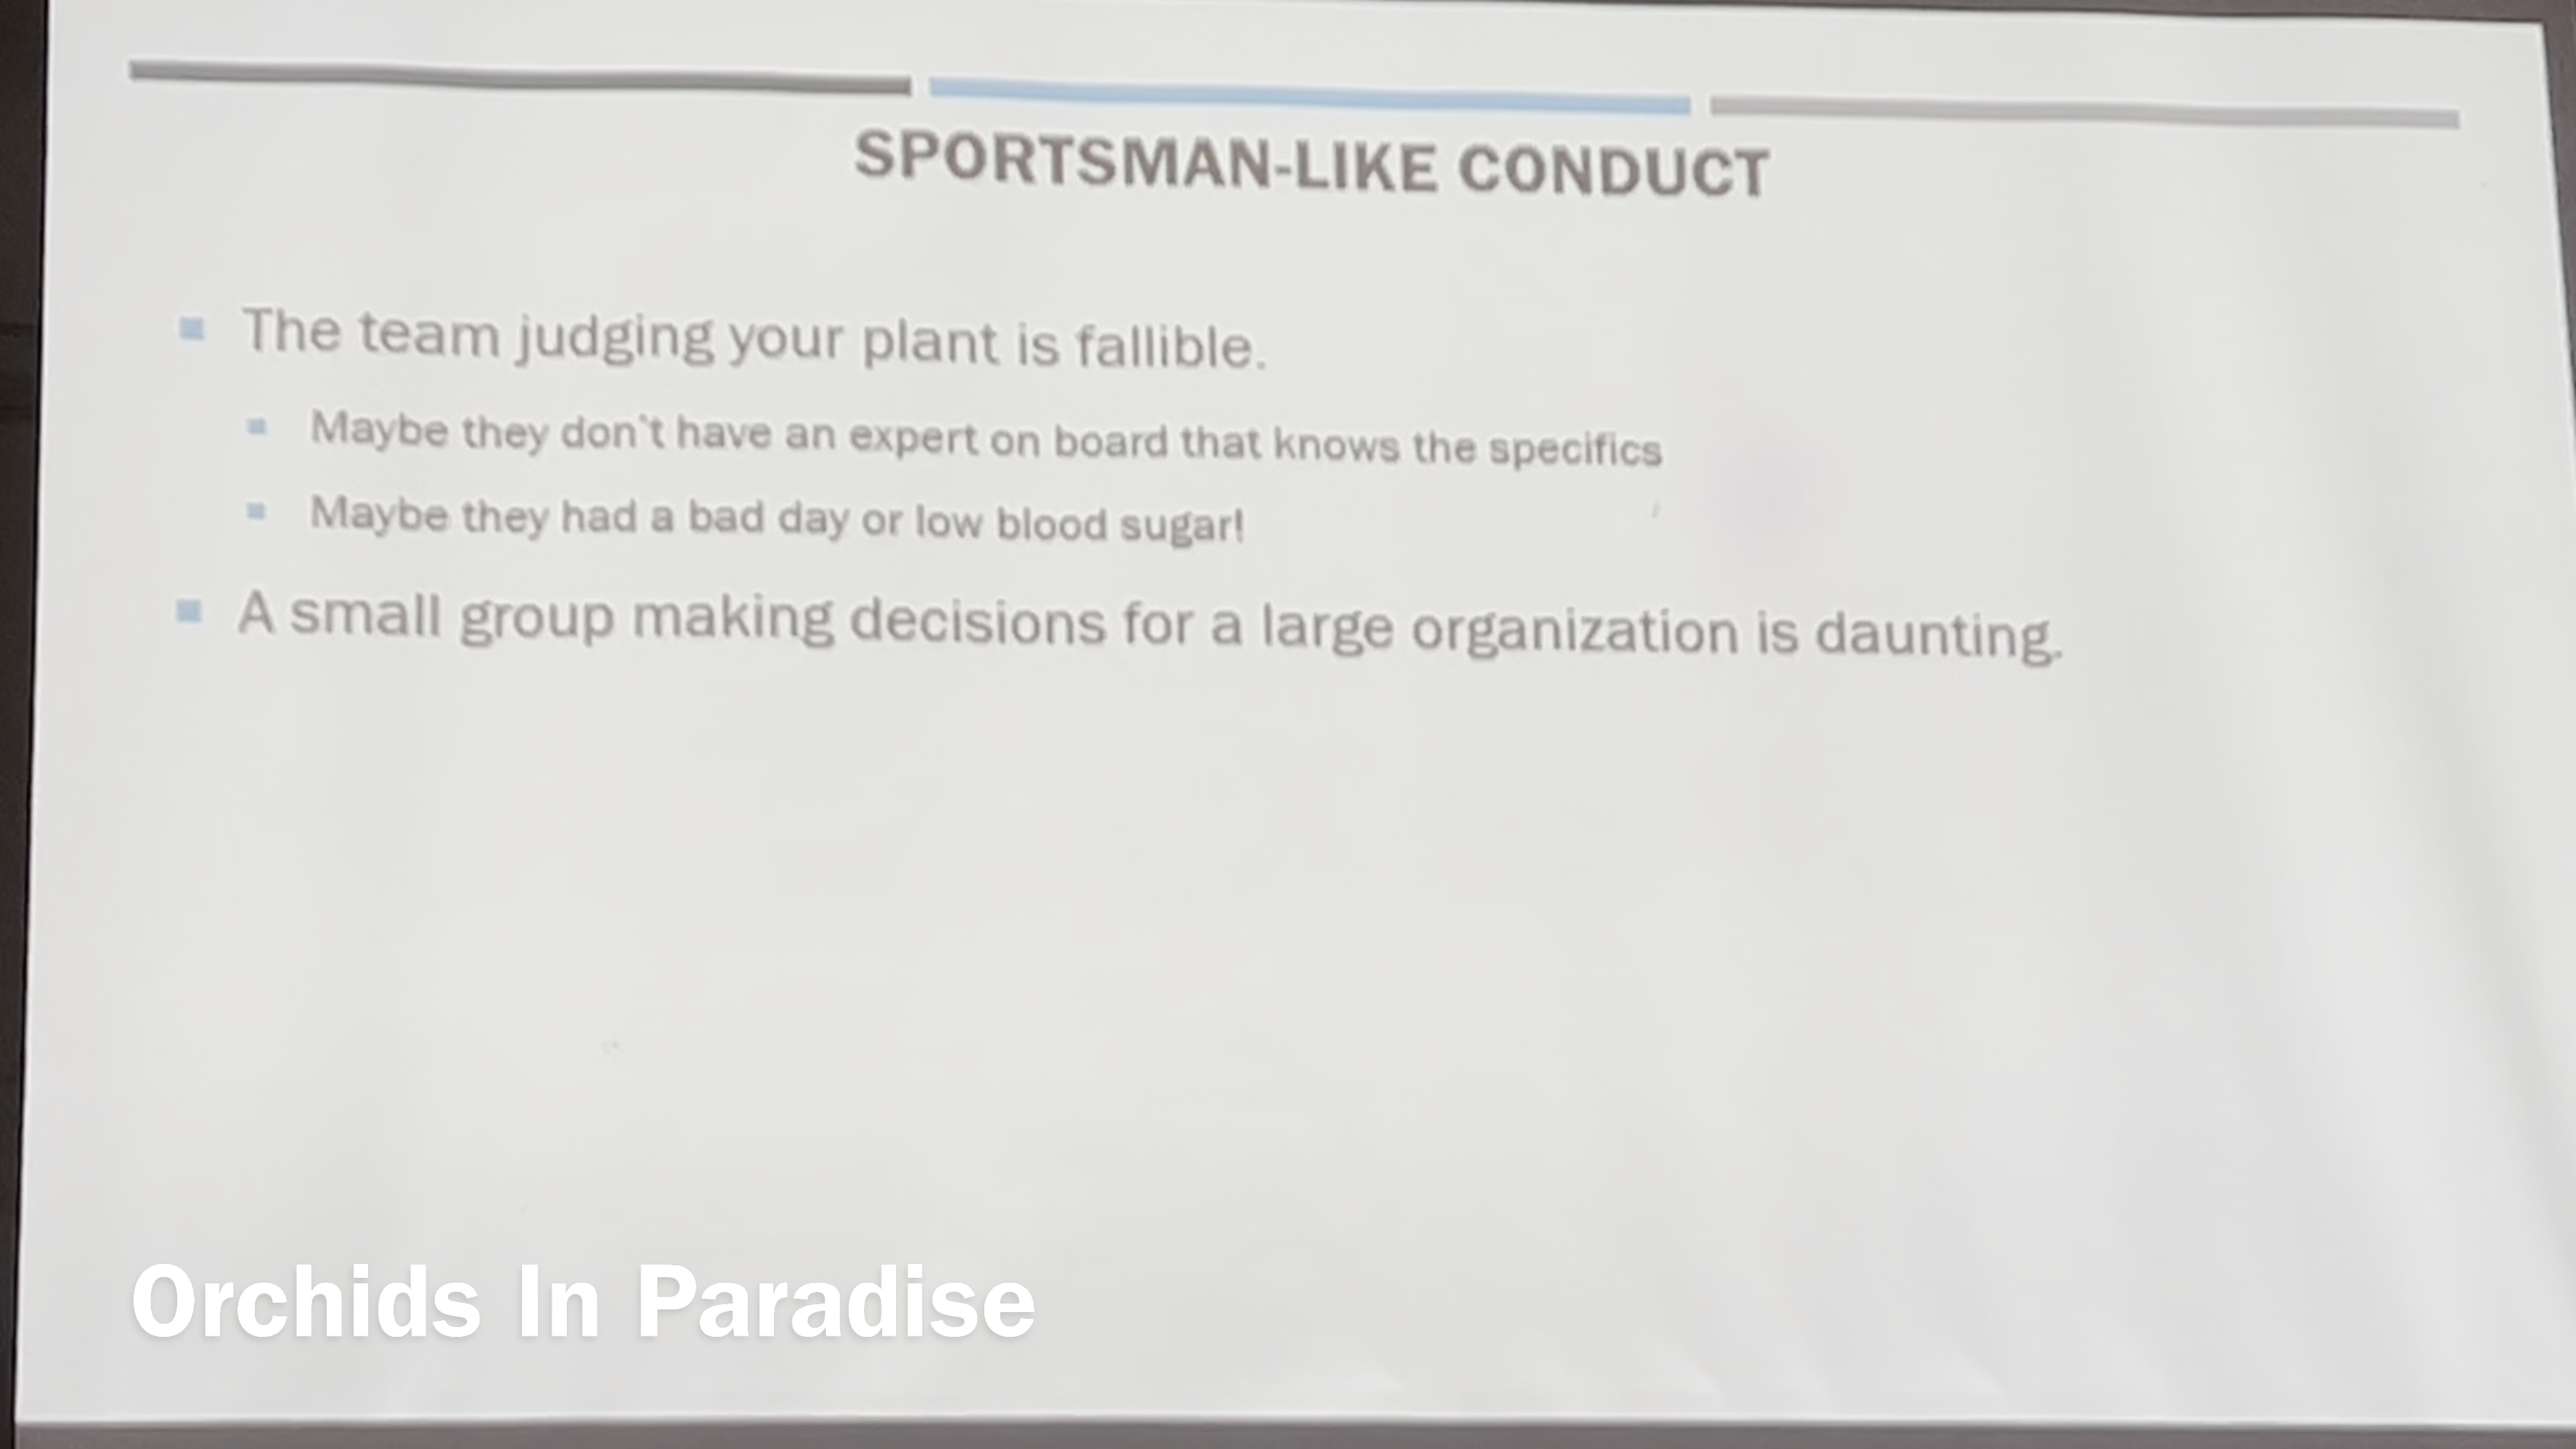 SPORTSMAN-LIKE CONDUCT
The team judging your plant is fallible.
Maybe they don't have an expert on board that knows the specifics
Maybe they had a bad day or low blood sugar!
A small group making decisions for a large organization is daunting.
Orchids In Paradise